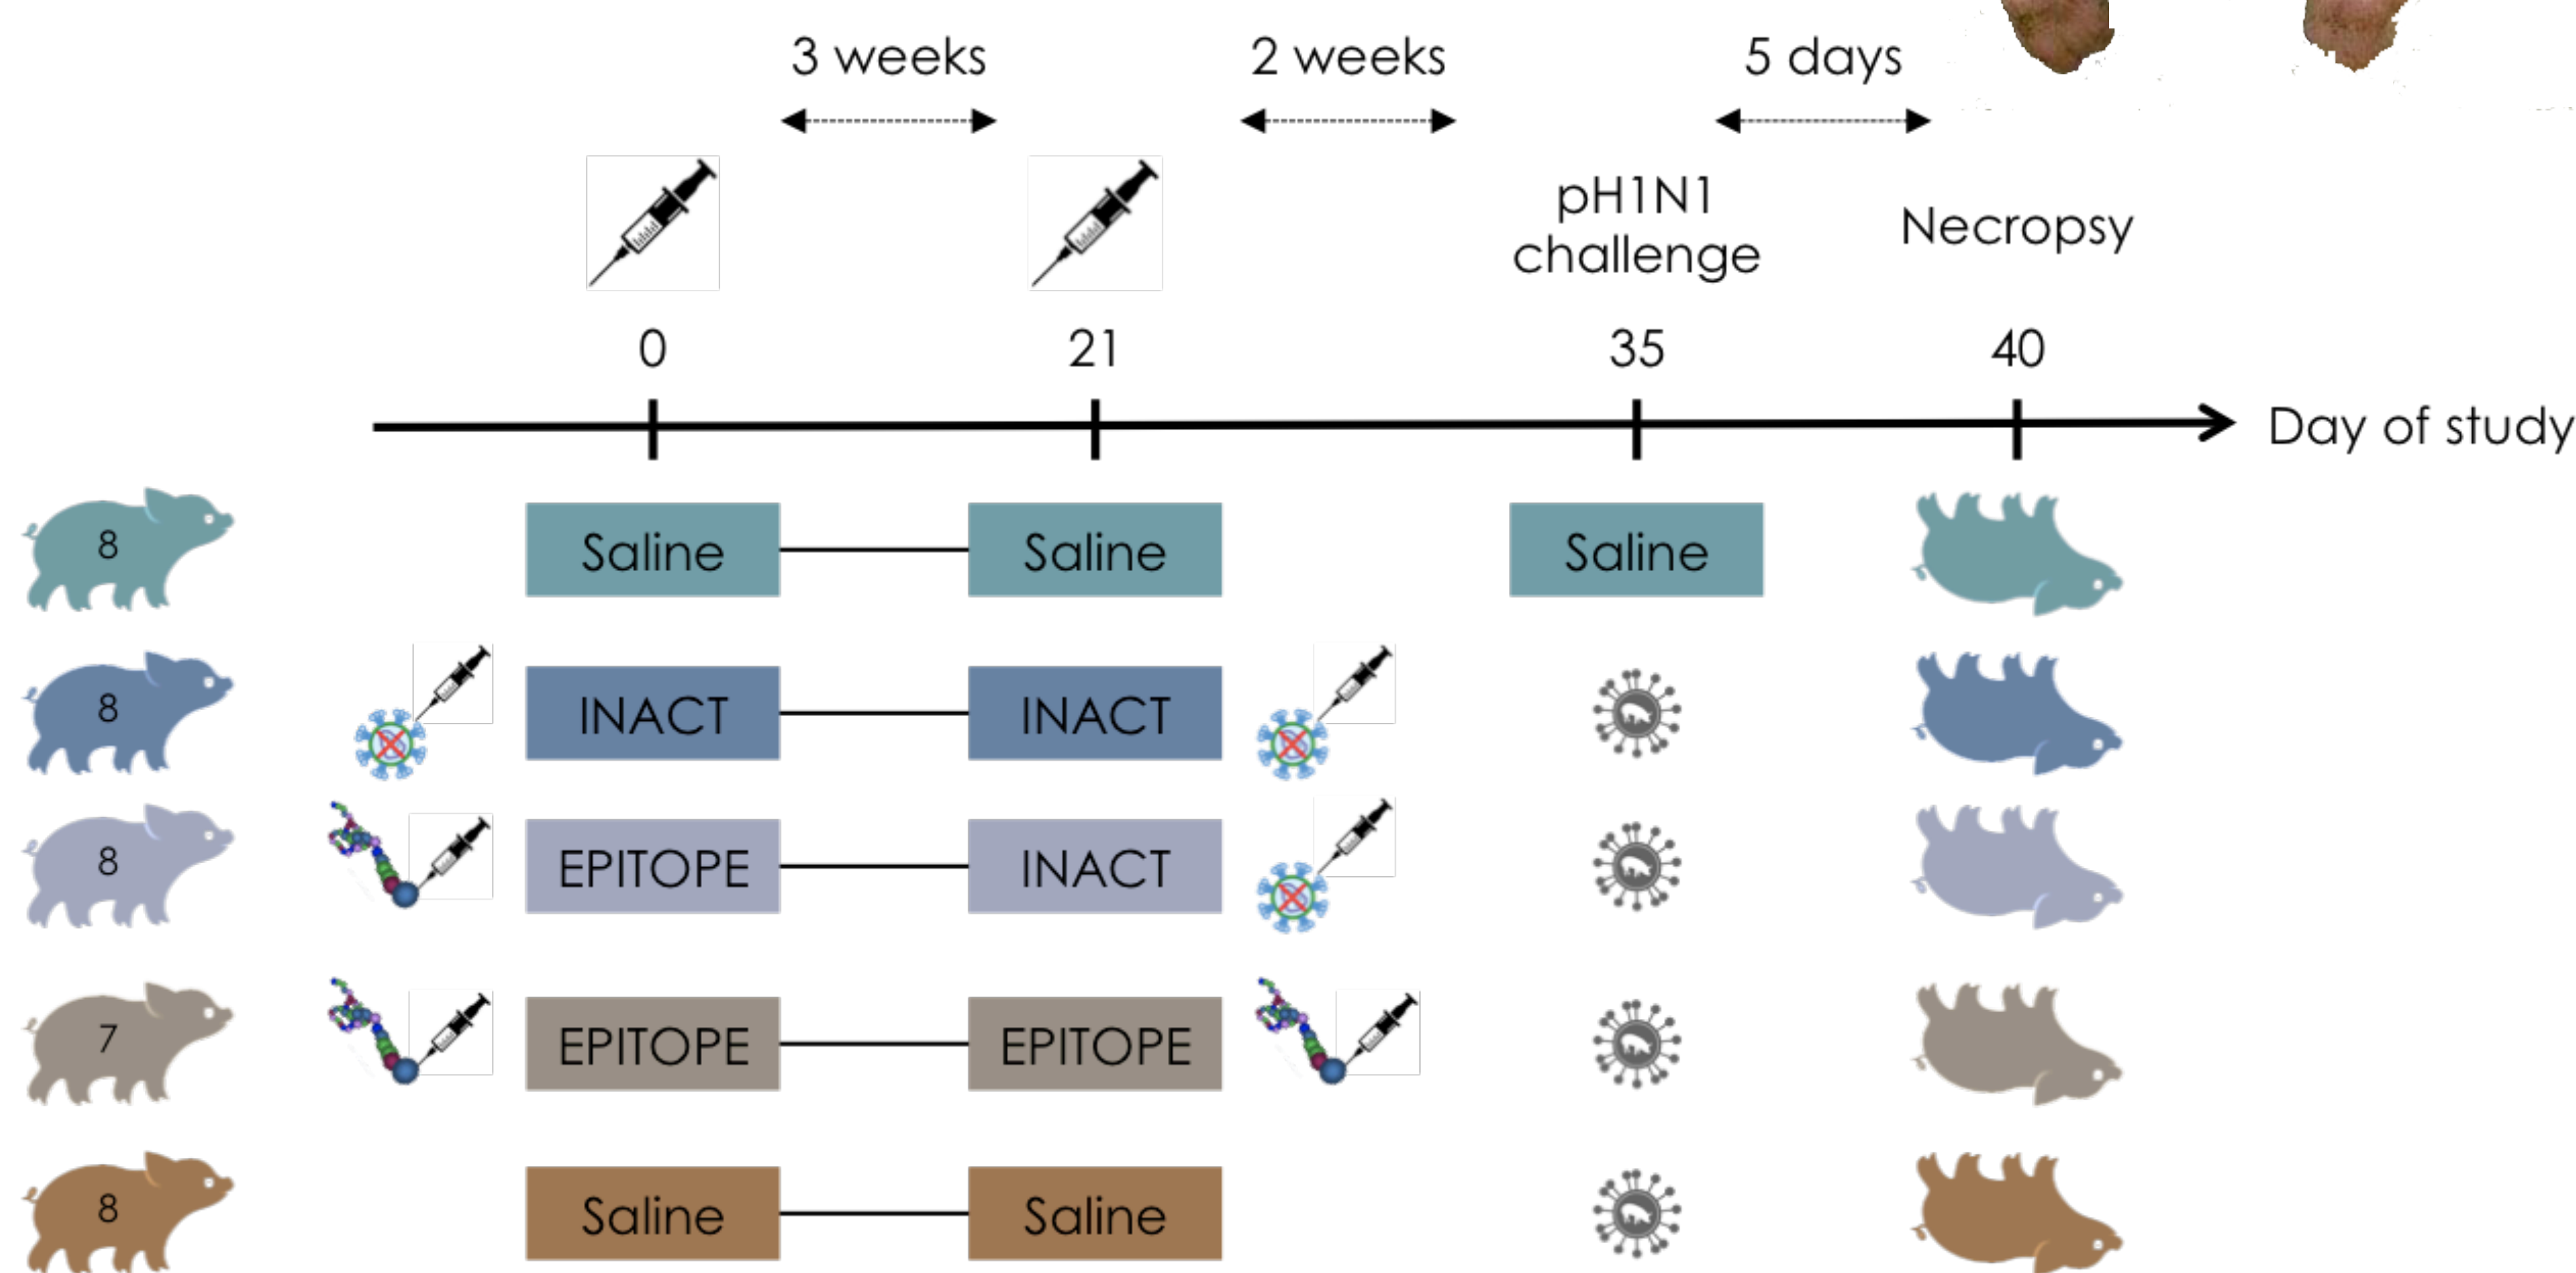 3 weeks
2 weeks
5 days
pH1N1
challenge
Necropsy
0
21
35
40
Day of study
8
Saline
Saline
Saline
8
INACT
INACT
8
EPITOPE
INACT
7
EPITOPE
EPITOPE
8
Saline
Saline